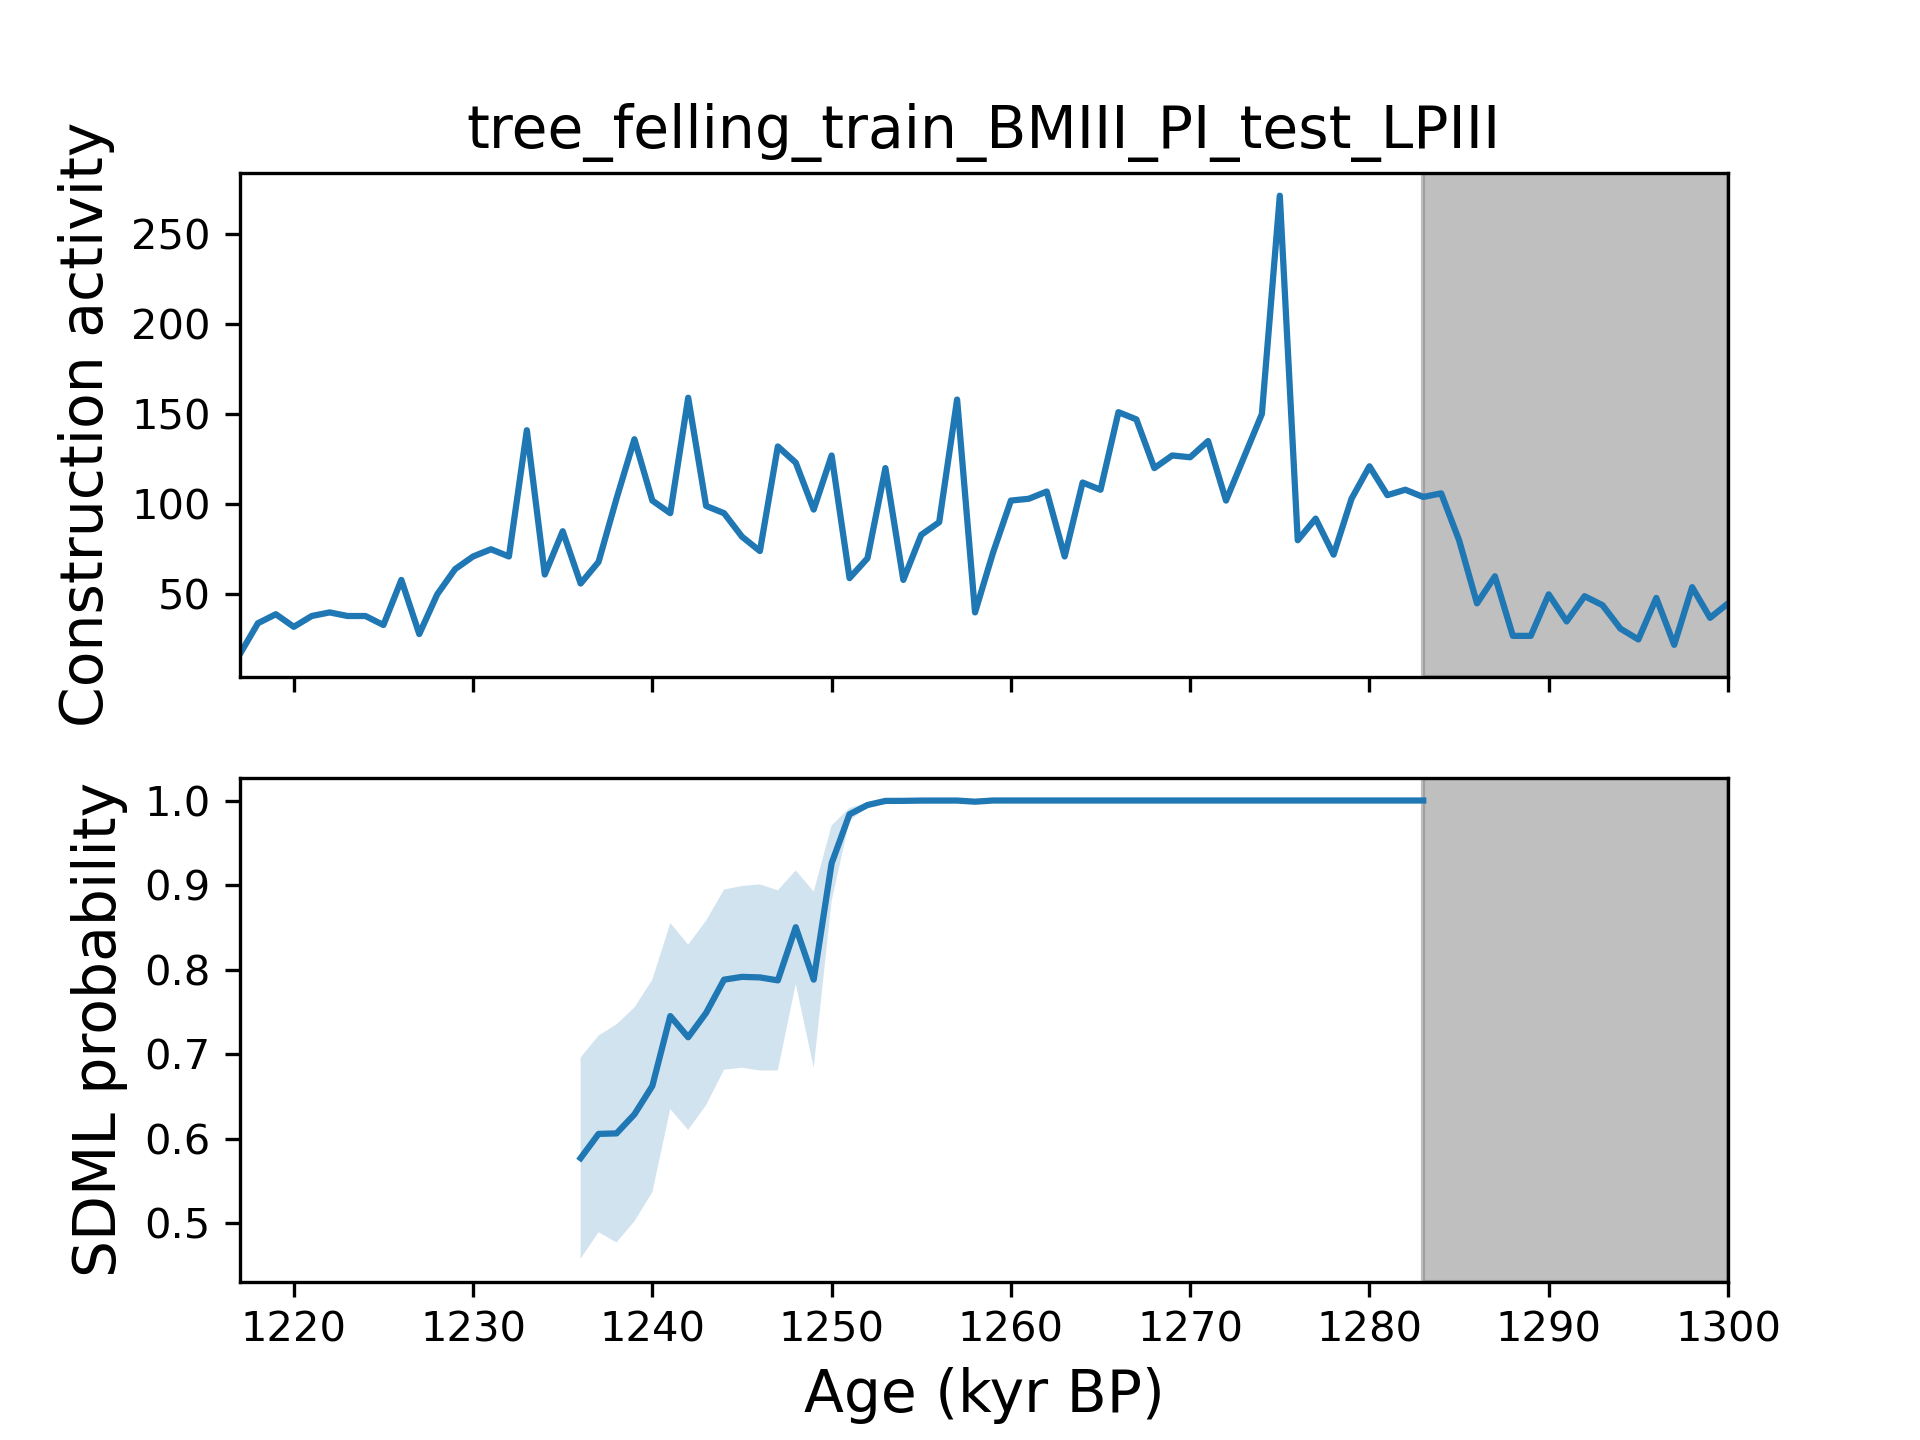 tree_felling_train_BMIII_PI_test_LPIII
Construction activity
250
200
150
100
50
SDML probability
1.0
0.9
0.8
0.7
0.6
0.5
1220 1230 1240 1250 1260 1270 1280 1290 1300
Age (kyr BP)